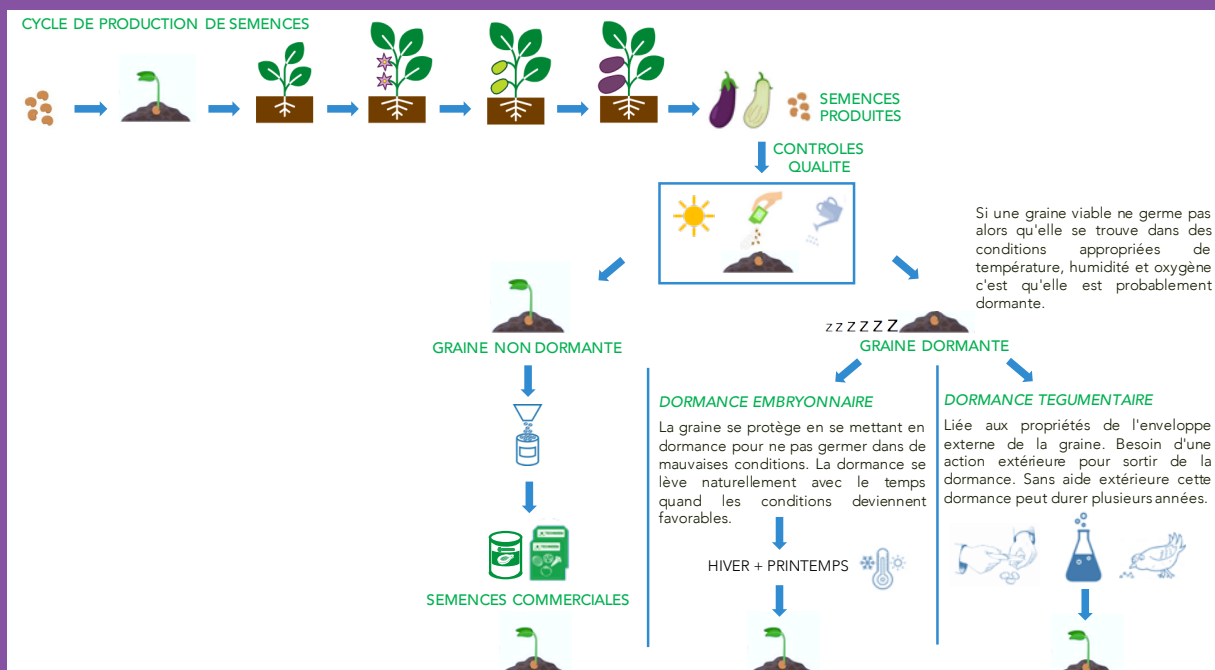 CYCLE DE PRODUCTION DE SEMENCES
SEMENCES
PRODUITES
CONTROLES
QUALITE
Si une graine viable ne germe pas
alors qu'elle se trouve dans des
conditions appropriées de
température, humidité et oxygène
c'est qu'elle est probablement
dormante.
zzzzzz
GRAINE NON DORMANTE
GRAINE DORMANTE
DORMANCE EMBRYONNAIRE
La graine se protège en se mettant en
dormance pour ne pas germer dans de
mauvaises conditions. La dormance se
lève naturellement avec le temps
quand les conditions deviennent
favorables.
HIVER + PRINTEMPS
DORMANCE TEGUMENTAIRE
Liée aux propriétés de l'enveloppe
externe de la graine. Besoin d'une
action extérieure pour sortir de la
dormance. Sans aide extérieure cette
dormance peut durer plusieurs années.
SEMENCES COMMERCIALES